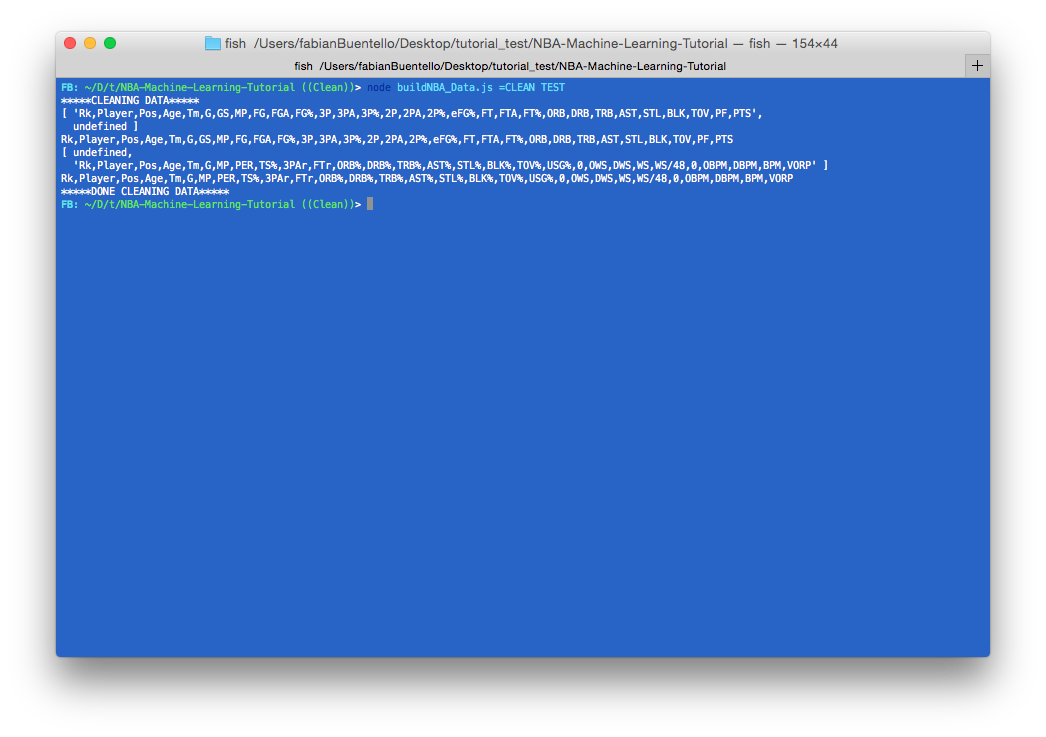 fish /Users/fabianBuentello/Desktop/tutorial_test/NBA-Machine-Learning-Tutorial — fish — 154×44
fish /Users/fabianBuentello/Desktop/tutorial_test/NBA-Machine-Learning-Tutorial
FB: ~/D/t/NBA-Machine-Learning-Tutorial ((Clean))> node buildNBA_Data.js =CLEAN TEST
*****CLEANING DATA*****
[ 'Rk,Player,Pos,Age,Tm,G,GS,MP,FG,FGA,FG%,3P,3PA,3P%,2P,2PA,2P%,eFG%,FT,FTA,FT%,ORB,DRB,TRB,AST,STL,BLK,TOV,PF,PTS',
undefined ]
Rk,Player,Pos,Age,Tm,G,GS,MP,FG,FGA,FG%,3P,3PA,3P%,2P,2PA,2P%,eFG%,FT,FTA,FT%,ORB,DRB,TRB,AST,STL,BLK,TOV,PF,PTS
[ undefined,
'Rk,Player,Pos,Age,Tm,G,MP,PER,TS%,3PAr,FTr,ORB%,DRB%,TRB%,AST%,STL%,BLK%,TOV%,USG%,0,OWS,DWS,WS,WS/48,0,OBPM,DBPM,BPM,VORP' ]
Rk,Player,Pos,Age,Tm,G,MP,PER,TS%,3PAr,FTr,ORB%,DRB%,TRB%,AST%,STL%,BLK%,TOV%,USG%,0,OWS,DWS,WS,WS/48,0,OBPM,DBPM,BPM,VORP
*****DONE CLEANING DATA*****
FB: ~/D/t/NBA-Machine-Learning-Tutorial ((Clean))>